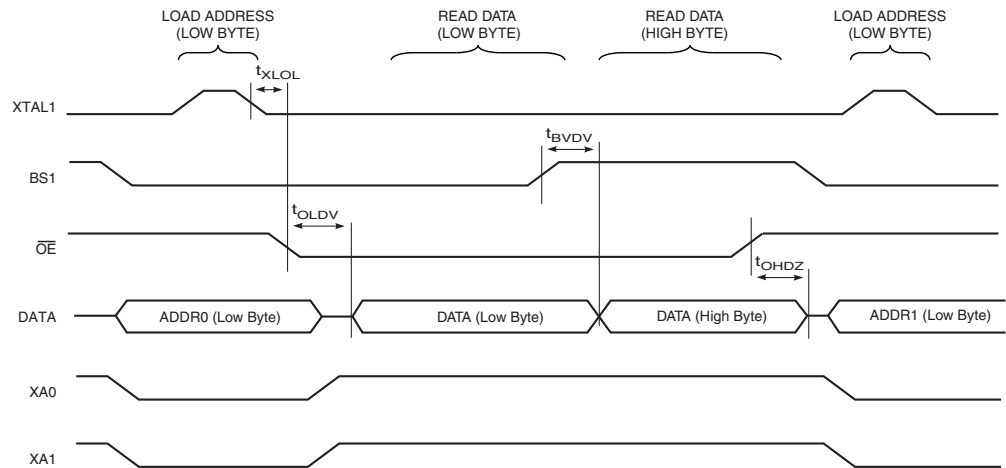 LOAD ADDRESS
(LOW BYTE)
READ DATA
(LOW BYTE)
READ DATA
(HIGH BYTE)
LOAD ADDRESS
(LOW BYTE)
tXLOL
XTAL1
tBVDV
BS1
tOLDV
OE
tOHDZ
DATA
ADDR0 (Low Byte)
DATA (Low Byte)
DATA (High Byte)
ADDR1 (Low Byte)
XA0
XA1